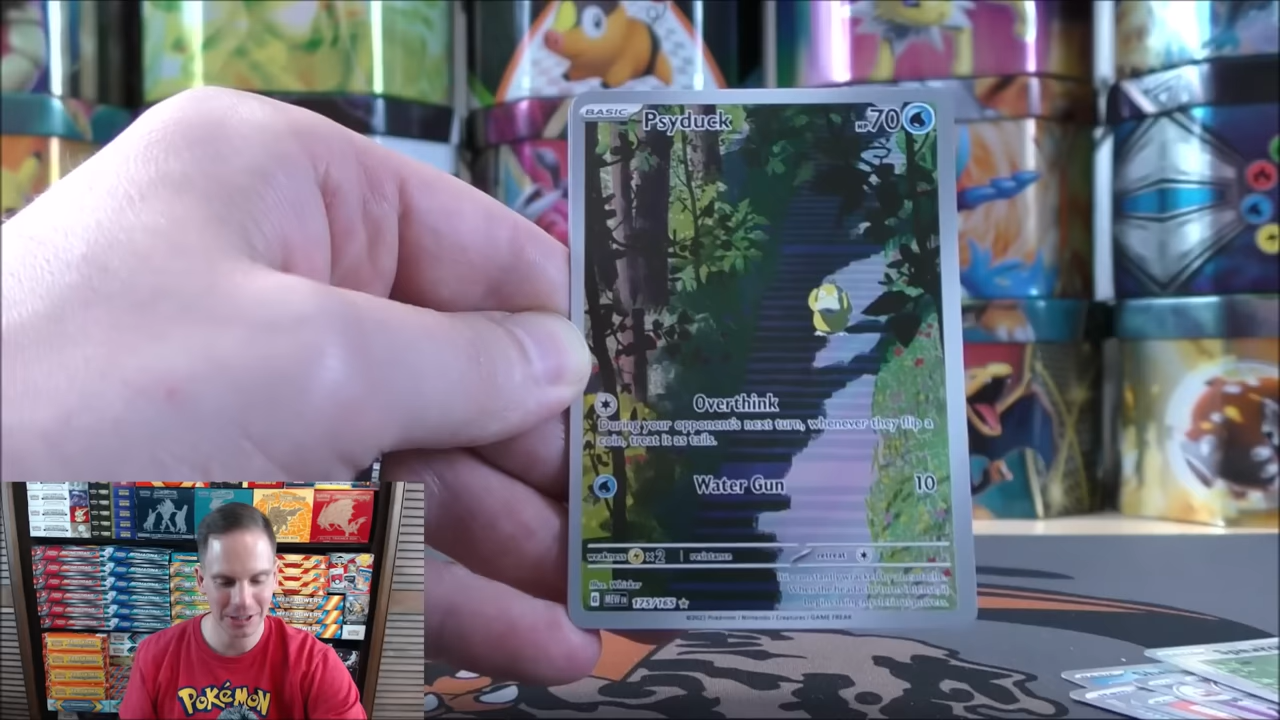 BASIC
Psyduck
HP 70
Overthink
During your opponent's next turn, whenever they flip a
coin, treat it as tails.
Water Gun 10
weakness ×2 resistance retreat
Illus. Whisker
G MEW EN 175/165
©2023 Pokémon / Nintendo / Creatures / GAME FREAK
POKéMON